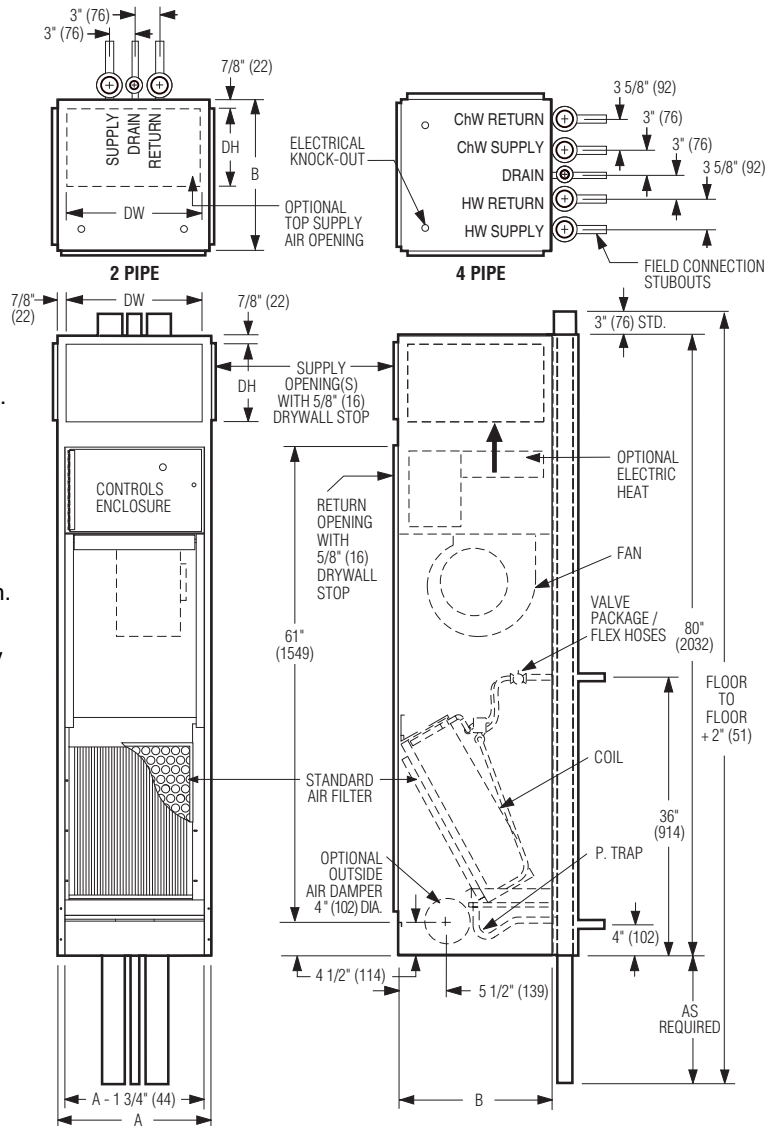 3" (76)
3" (76)
7/8" (22)
SUPPLY
DRAIN
RETURN
DH
B
DW
ELECTRICAL
KNOCK-OUT
OPTIONAL
TOP SUPPLY
AIR OPENING
2 PIPE
ChW RETURN
ChW SUPPLY
DRAIN
HW RETURN
HW SUPPLY
3 5/8" (92)
3" (76)
3" (76)
3 5/8" (92)
4 PIPE
FIELD CONNECTION
STUBOUTS
7/8"
(22)
DW
7/8" (22)
DH
3" (76) STD.
SUPPLY
OPENING(S)
WITH 5/8" (16)
DRYWALL STOP
.
CONTROLS
ENCLOSURE
RETURN
OPENING
WITH
5/8" (16)
DRYWALL
STOP
OPTIONAL
ELECTRIC
HEAT
FAN
n.
VALVE
PACKAGE /
FLEX HOSES
y
61"
(1549)
80"
(2032)
FLOOR
TO
FLOOR
+ 2" (51)
STANDARD
AIR FILTER
COIL
36"
(914)
OPTIONAL
OUTSIDE
AIR DAMPER
4" (102) DIA.
P. TRAP
4" (102)
4 1/2" (114)
5 1/2" (139)
AS
REQUIRED
A - 1 3/4" (44)
A
B